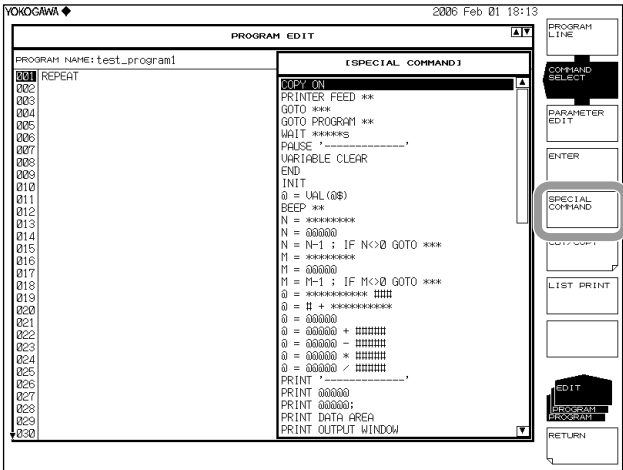 YOKOGAWA ◆
2006 Feb 01 18:13
PROGRAM EDIT
PROGRAM NAME: test_program1
001 REPEAT
002
003
004
005
006
007
008
009
010
011
012
013
014
015
016
017
018
019
020
021
022
023
024
025
026
027
028
029
030
[SPECIAL COMMAND]
COPY ON
PRINTER FEED **
GOTO ***
GOTO PROGRAM **
WAIT *****s
PAUSE '-------------'
VARIABLE CLEAR
END
INIT
@ = VAL(@$)
BEEP **
N = ********
N = @@@@@
N = N-1 ; IF N<>0 GOTO ***
M = ********
M = @@@@@
M = M-1 ; IF M<>0 GOTO ***
@ = ********** ###
@ = # + **********
@ = @@@@@
@ = @@@@@ + #####
@ = @@@@@ - #####
@ = @@@@@ * #####
@ = @@@@@ / #####
PRINT '-------------'
PRINT @@@@@
PRINT @@@@@;
PRINT DATA AREA
PRINT OUTPUT WINDOW
PROGRAM
LINE
COMMAND
SELECT
PARAMETER
EDIT
ENTER
SPECIAL
COMMAND
CUT/COPY
LIST PRINT
EDIT
PROGRAM
PROGRAM
RETURN